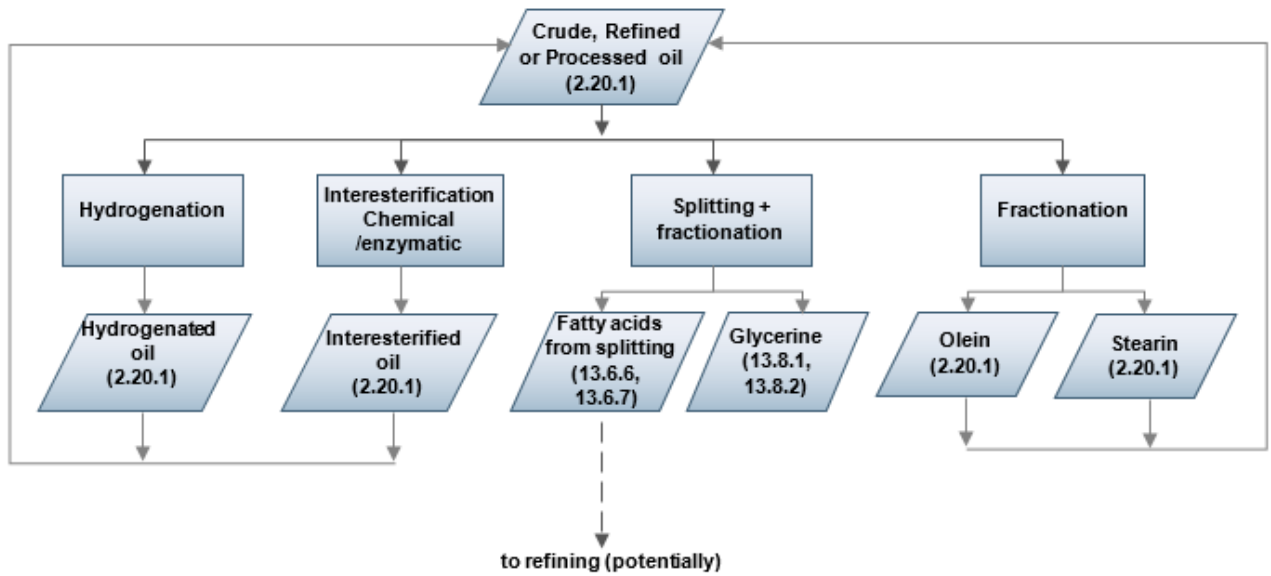 Crude, Refined
or Processed oil
(2.20.1)
Hydrogenation
Interesterification
Chemical
/enzymatic
Splitting +
fractionation
Fractionation
Hydrogenated
oil
(2.20.1)
Interesterified
oil
(2.20.1)
Fatty acids
from splitting
(13.6.6,
13.6.7)
Glycerine
(13.8.1,
13.8.2)
Olein
(2.20.1)
Stearin
(2.20.1)
to refining (potentially)